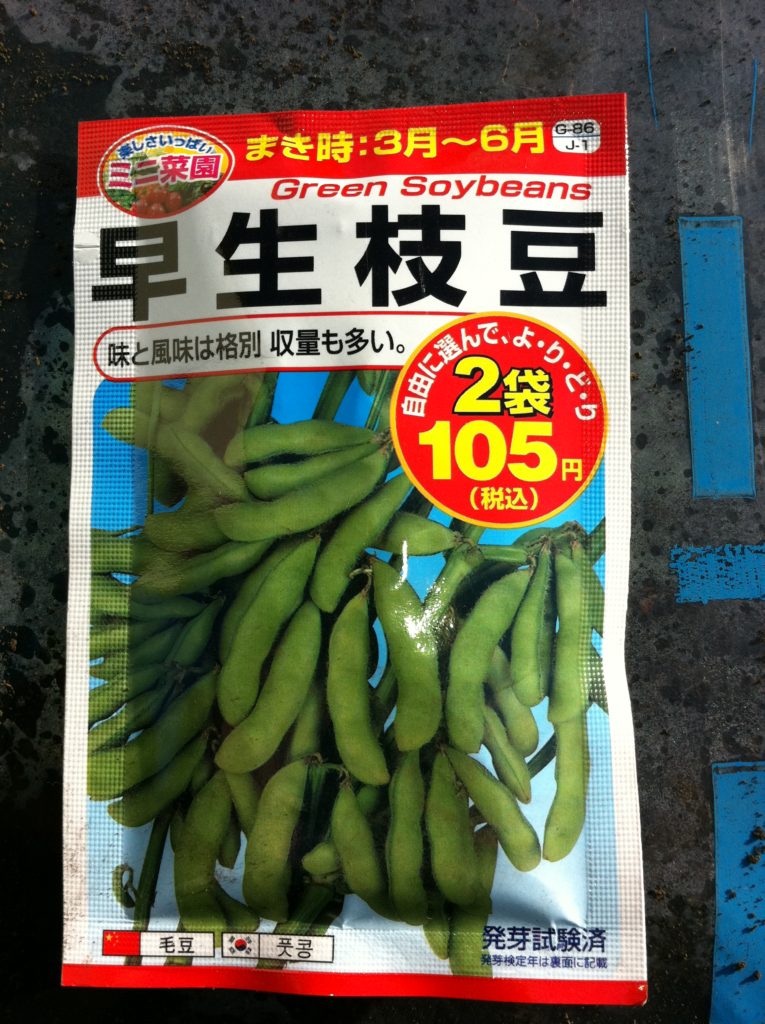 楽しさいっぱい
ミニ菜園
まき時:3月〜6月
G-86
J-1
Green Soybeans
早生枝豆
味と風味は格別 収量も多い。
自由に選んで、よ・り・ど・り
2袋
105円
(税込)
毛豆
풋콩
発芽試験済
発芽検定年は裏面に記載